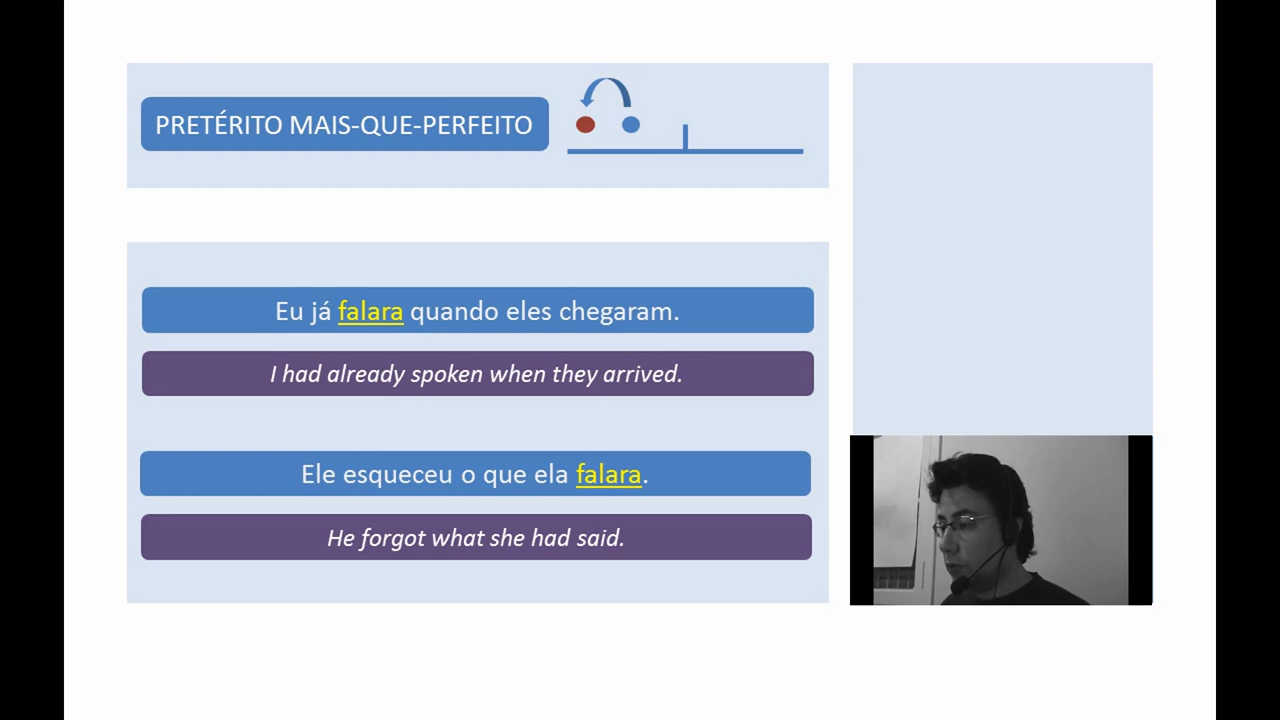 PRETÉRITO MAIS-QUE-PERFEITO
Eu já falara quando eles chegaram.
I had already spoken when they arrived.
Ele esqueceu o que ela falara.
He forgot what she had said.